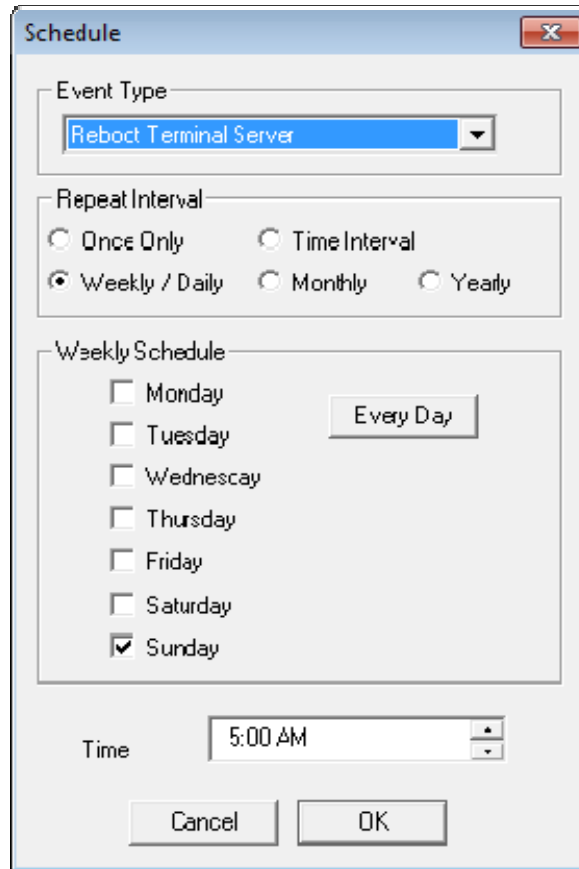 Schedule
Event Type
Reboot Terminal Server
Repeat Interval
Once Only Time Interval
Weekly / Daily Monthly Yearly
Weekly Schedule
Monday
Every Day
Tuesday
Wednesday
Thursday
Friday
Saturday
Sunday
Time 5:00 AM
Cancel OK